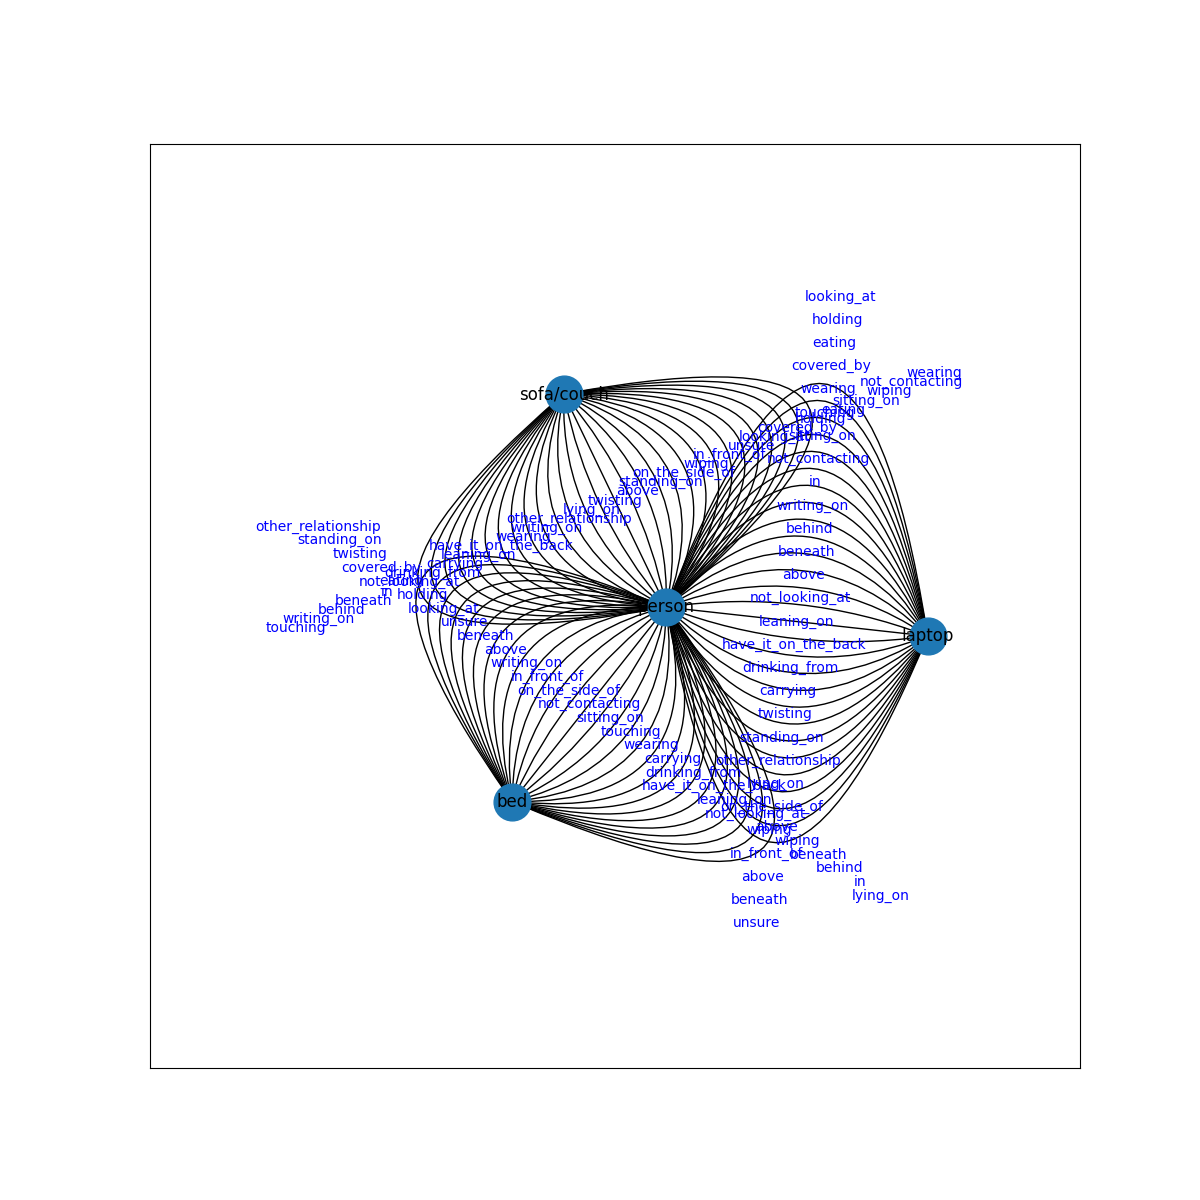 looking_at
holding
eating
covered_by
wearing
wearing
not_contacting
wiping
sitting_on
eating
touching
holding
covered_by
looking_at
sitting_on
unsure
in_front_of
not_contacting
wiping
on_the_side_of
standing_on
in
above
twisting
writing_on
lying_on
other_relationship
writing_on
behind
wearing
have_it_on_the_back
beneath
leaning_on
carrying
drinking_from
above
sofa/couch
other_relationship
standing_on
twisting
covered_by
not_looking_at
eating
in
holding
beneath
looking_at
behind
writing_on
touching
unsure
person
not_looking_at
leaning_on
laptop
beneath
above
have_it_on_the_back
writing_on
drinking_from
in_front_of
on_the_side_of
carrying
not_contacting
twisting
sitting_on
touching
standing_on
wearing
carrying
other_relationship
drinking_from
have_it_on_the_back
lying_on
bed
leaning_on
on_the_side_of
not_looking_at
above
wiping
wiping
in_front_of
beneath
behind
above
in
lying_on
beneath
unsure